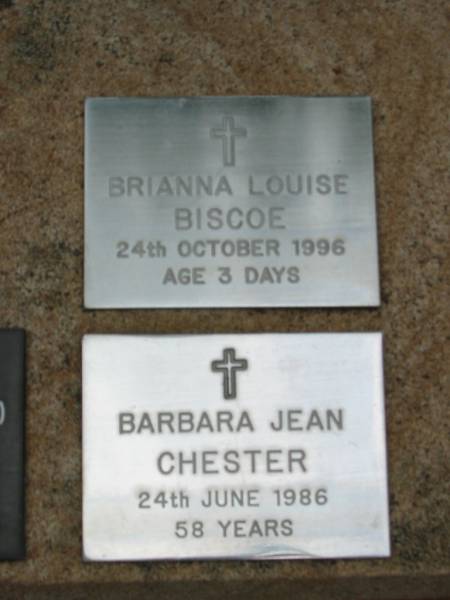 BRIANNA LOUISE
BISCOE
24th OCTOBER 1996
AGE 3 DAYS
BARBARA JEAN
CHESTER
24th JUNE 1986
58 YEARS